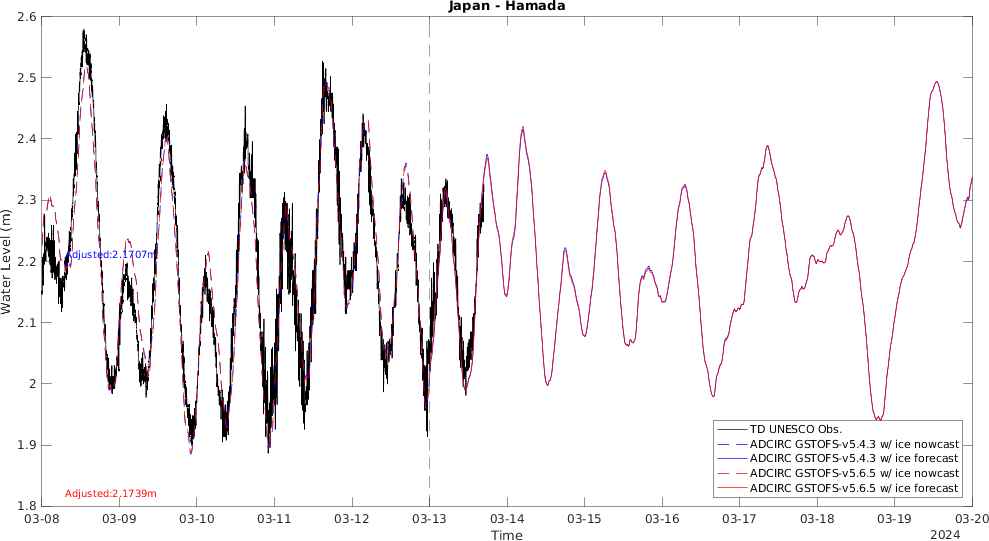 Japan - Hamada
2.6
2.5
2.4
2.3
2.2
2.1
2
1.9
1.8
Water Level (m)
Adjusted:2.1707m
Adjusted:2.1739m
TD UNESCO Obs.
ADCIRC GSTOFS-v5.4.3 w/ ice nowcast
ADCIRC GSTOFS-v5.4.3 w/ ice forecast
ADCIRC GSTOFS-v5.6.5 w/ ice nowcast
ADCIRC GSTOFS-v5.6.5 w/ ice forecast
03-08 03-09 03-10 03-11 03-12 03-13 03-14 03-15 03-16 03-17 03-18 03-19 03-20
Time
2024